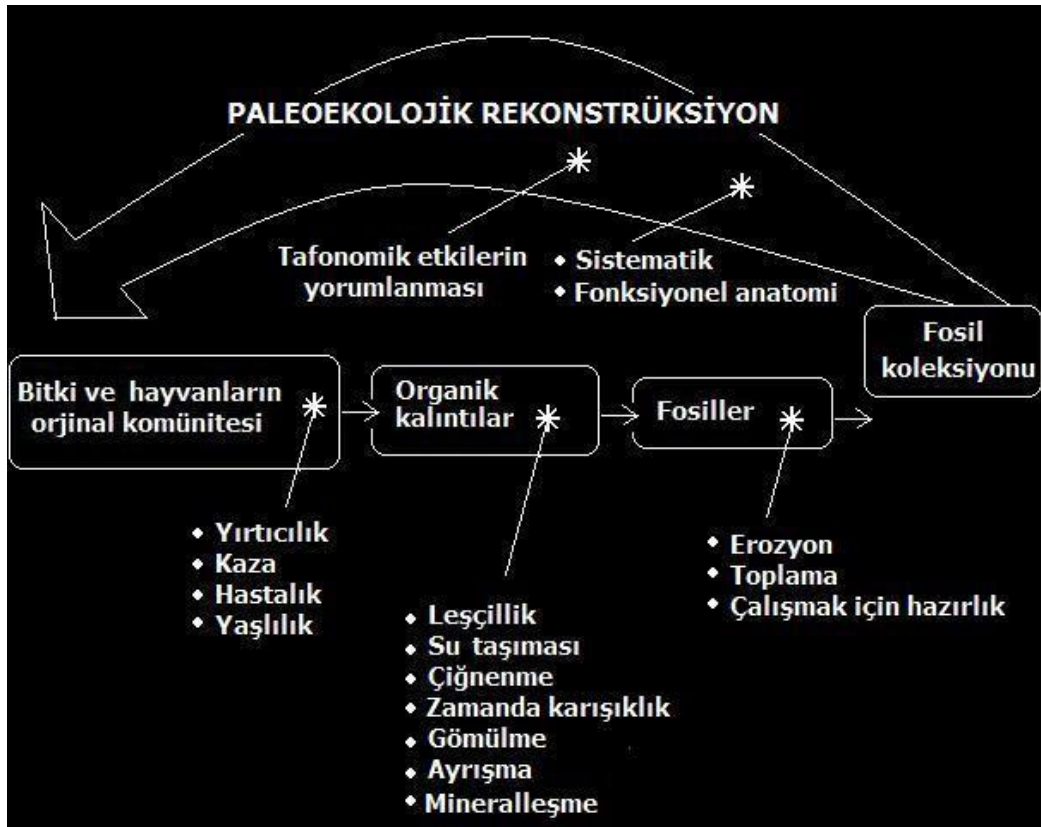 PALEOEKOLOJİK REKONSTRÜKSİYON
Tafonomik etkilerin
yorumlanması
Sistematik
Fonksiyonel anatomi
Fosil
koleksiyonu
Bitki ve hayvanların
orjinal komünitesi
Organik
kalıntılar
Fosiller
Yırtıcılık
Kaza
Hastalık
Yaşlılık
Leşçillik
Su taşıması
Çiğnenme
Zamanda karışıklık
Gömülme
Ayrışma
Mineralleşme
Erozyon
Toplama
Çalışmak için hazırlık